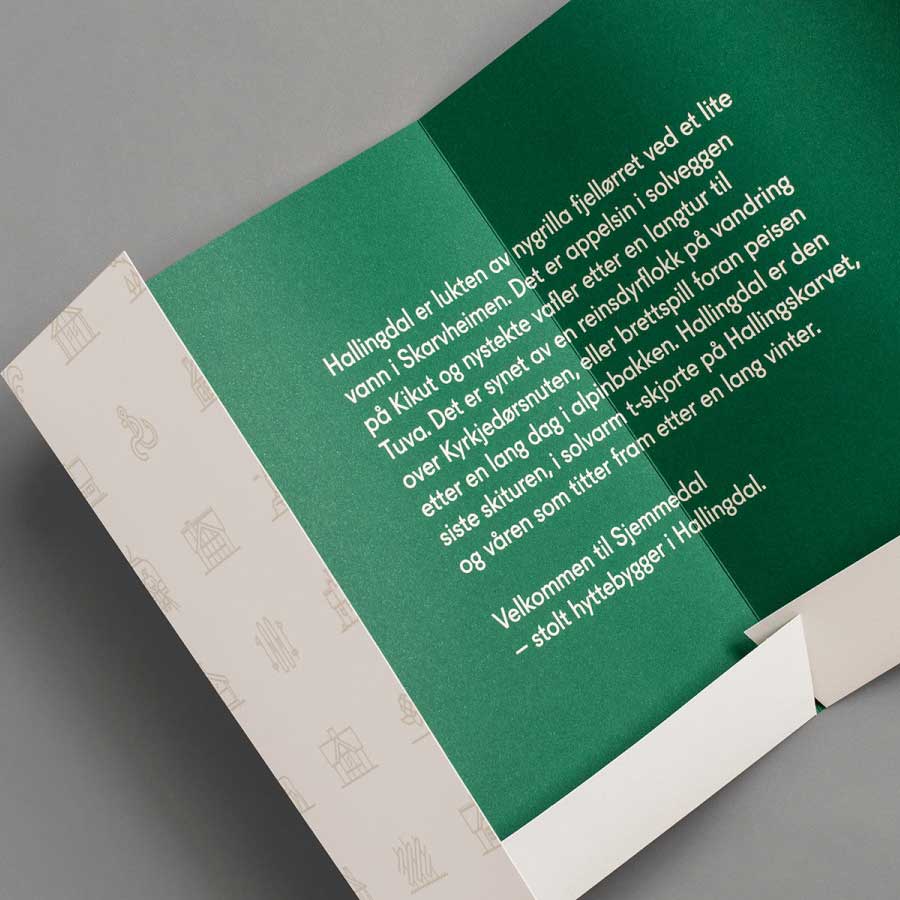 Hallingdal er lukten av nygrilla fjellørret ved et lite
vann i Skarvheimen. Det er appelsin i solveggen
på Kikut og nystekte vafler etter en langtur til
Tuva. Det er synet av en reinsdyrflokk på vandring
over Kyrkjedørsnuten, eller brettspill foran peisen
etter en lang dag i alpinbakken. Hallingdal er den
siste skituren, i solvarm t-skjorte på Hallingskarvet,
og våren som titter fram etter en lang vinter.
Velkommen til Sjemmedal
– stolt hyttebygger i Hallingdal.